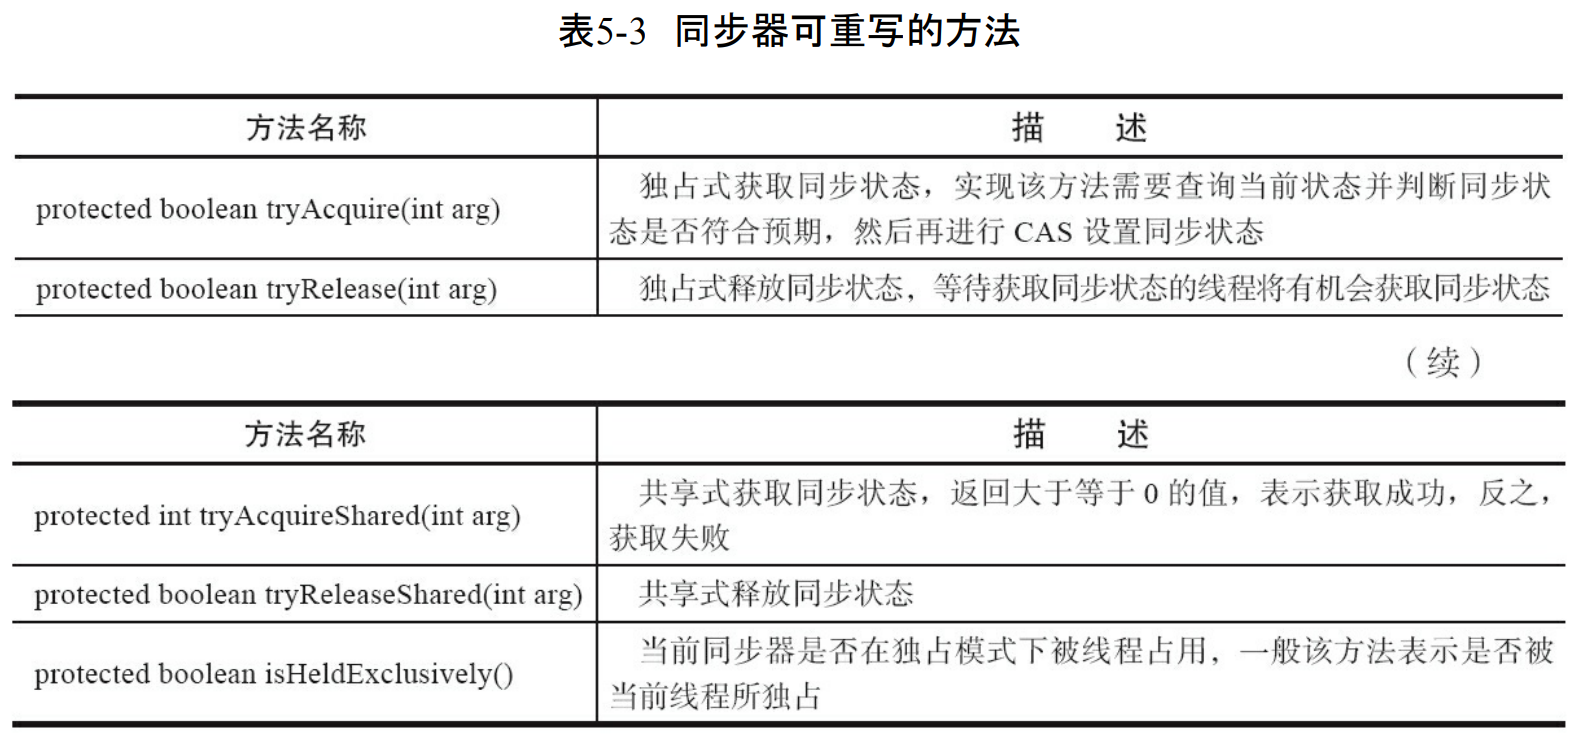 表5-3 同步器可重写的方法
方法名称
描 述
protected boolean tryAcquire(int arg)
独占式获取同步状态，实现该方法需要查询当前状态并判断同步状
态是否符合预期，然后再进行 CAS 设置同步状态
protected boolean tryRelease(int arg)
独占式释放同步状态，等待获取同步状态的线程将有机会获取同步状态
（续）
方法名称
描 述
protected int tryAcquireShared(int arg)
共享式获取同步状态，返回大于等于 0 的值，表示获取成功，反之，
获取失败
protected boolean tryReleaseShared(int arg)
共享式释放同步状态
protected boolean isHeldExclusively()
当前同步器是否在独占模式下被线程占用，一般该方法表示是否被
当前线程所独占